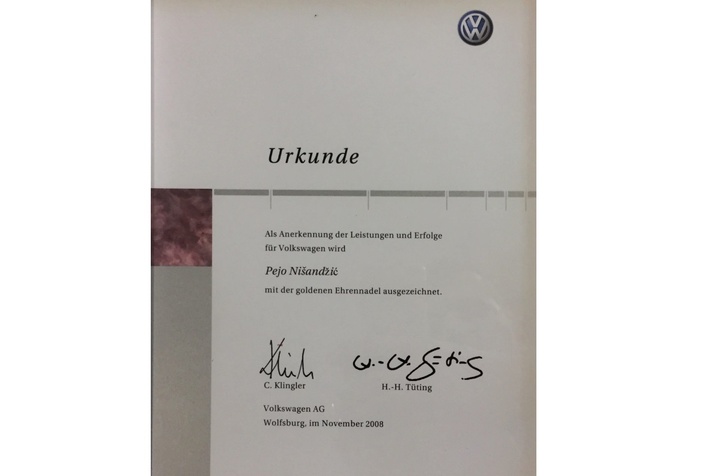 Urkunde
Als Anerkennung der Leistungen und Erfolge
für Volkswagen wird
Pejo Nišandžić
mit der goldenen Ehrennadel ausgezeichnet.
C. Klingler
H.-H. Tüting
Volkswagen AG
Wolfsburg, im November 2008